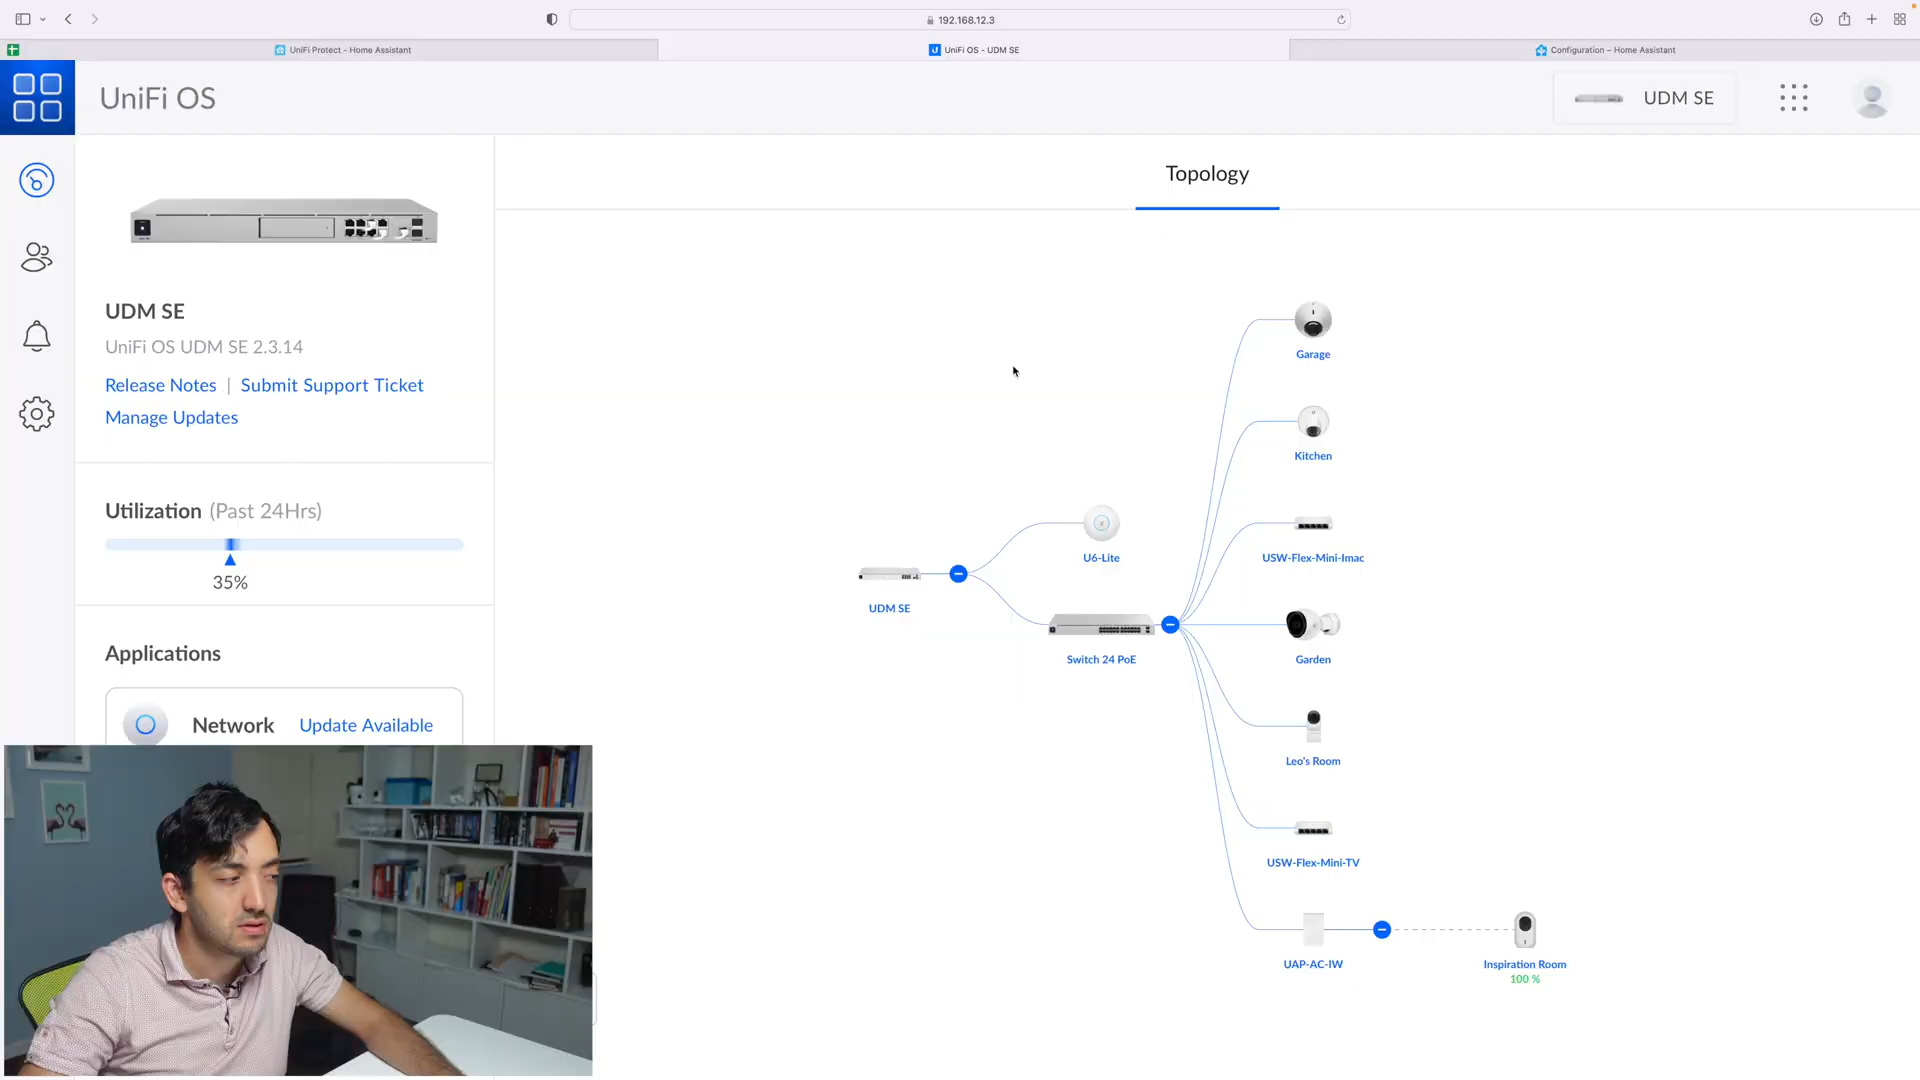 192.168.12.3
UniFi Protect - Home Assistant
UniFi OS - UDM SE
Configuration – Home Assistant
UniFi OS
UDM SE
Topology
UDM SE
UniFi OS UDM SE 2.3.14
Release Notes | Submit Support Ticket
Manage Updates
Utilization (Past 24Hrs)
35%
Applications
Network Update Available
Garage
Kitchen
U6-Lite
USW-Flex-Mini-Imac
UDM SE
Switch 24 PoE
Garden
Leo's Room
USW-Flex-Mini-TV
UAP-AC-IW
Inspiration Room
100 %